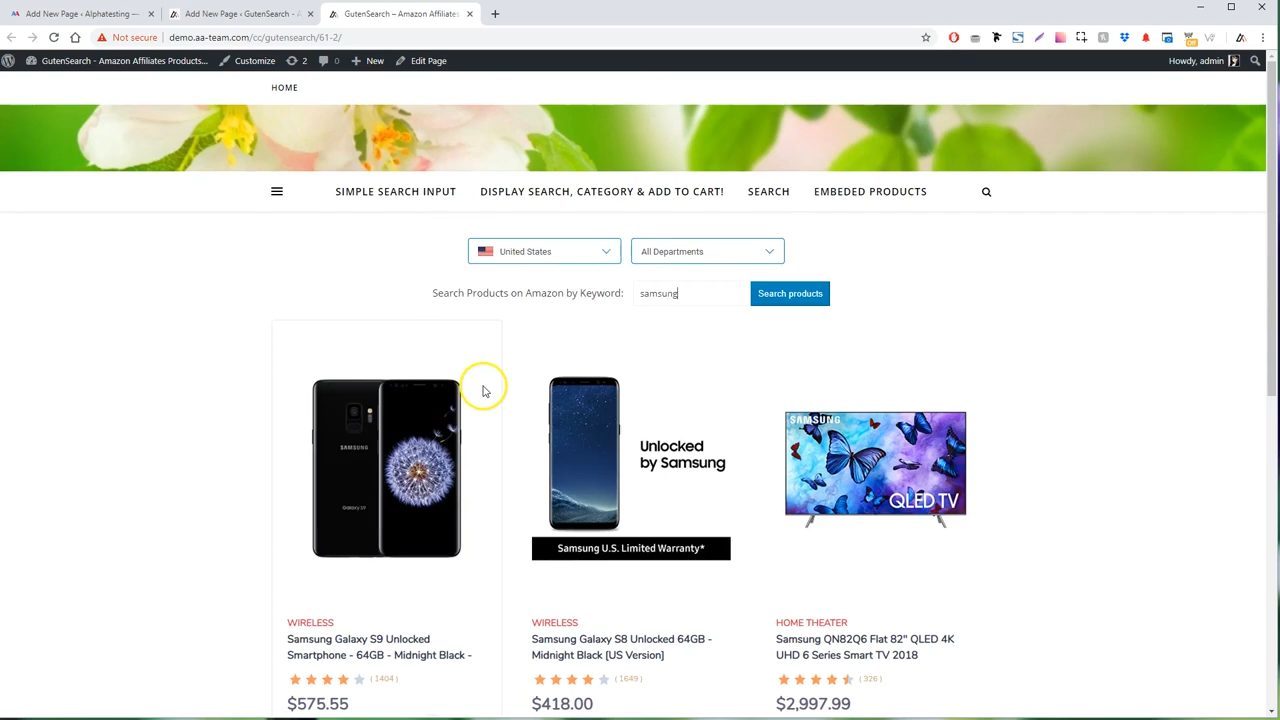 Add New Page ‹ Alphatesting —
Add New Page ‹ GutenSearch - A
GutenSearch – Amazon Affiliates
Not secure
demo.aa-team.com/cc/gutensearch/61-2/
GutenSearch - Amazon Affiliates Products...
Customize
2
0
New
Edit Page
Howdy, admin
HOME
SIMPLE SEARCH INPUT
DISPLAY SEARCH, CATEGORY & ADD TO CART!
SEARCH
EMBEDED PRODUCTS
United States
All Departments
Search Products on Amazon by Keyword:
samsung
Search products
SAMSUNG
Galaxy S9
Unlocked
by Samsung
Samsung U.S. Limited Warranty*
SAMSUNG
QLED TV
WIRELESS
Samsung Galaxy S9 Unlocked
Smartphone - 64GB - Midnight Black -
( 1404 )
$575.55
WIRELESS
Samsung Galaxy S8 Unlocked 64GB -
Midnight Black [US Version]
( 1649 )
$418.00
HOME THEATER
Samsung QN82Q6 Flat 82" QLED 4K
UHD 6 Series Smart TV 2018
( 326 )
$2,997.99